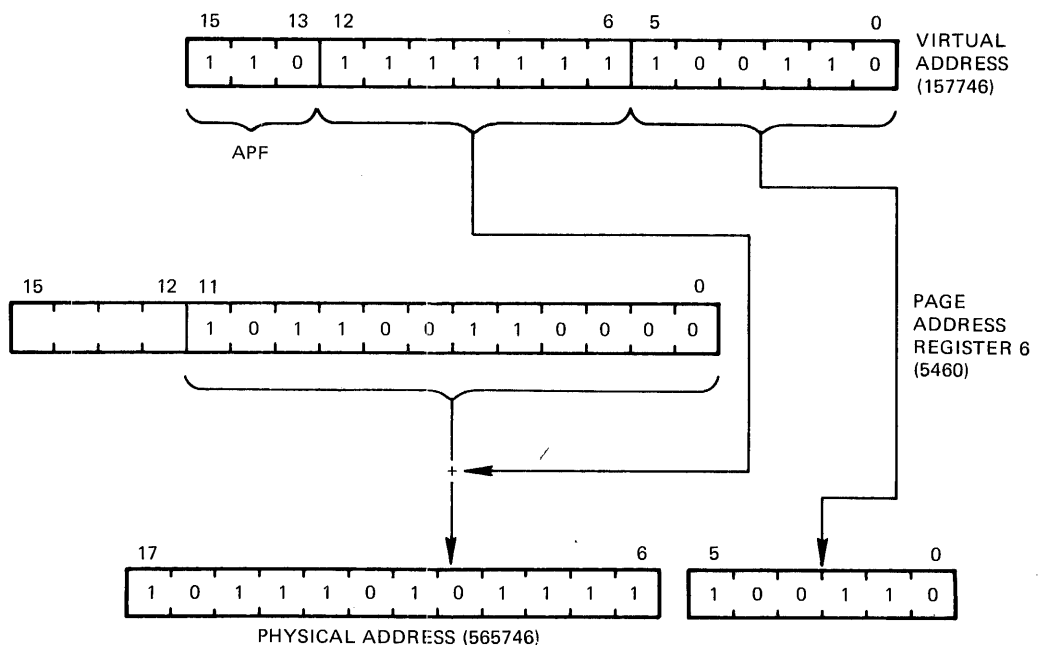 15 13 12 6 5 0
1 1 0 1 1 1 1 1 1 1 1 0 0 1 1 0
VIRTUAL
ADDRESS
(157746)
APF
15 12 11 0
1 0 1 1 0 0 1 1 0 0 0 0
PAGE
ADDRESS
REGISTER 6
(5460)
+
17 6 5 0
1 0 1 1 1 0 1 0 1 1 1 1 1 0 0 1 1 0
PHYSICAL ADDRESS (565746)